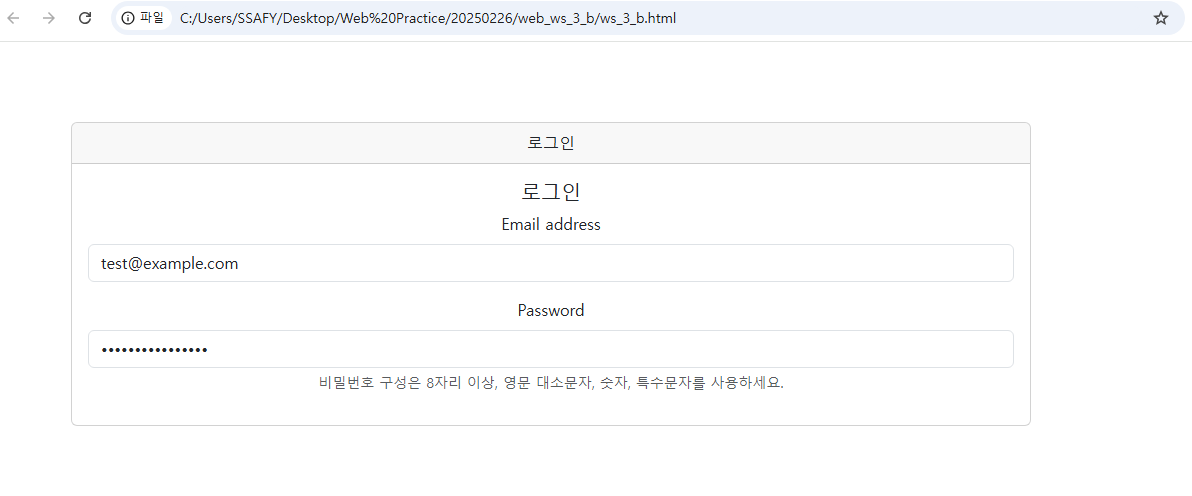 파일 C:/Users/SSAFY/Desktop/Web%20Practice/20250226/web_ws_3_b/ws_3_b.html
로그인
로그인
Email address
test@example.com
Password
••••••••••••••••
비밀번호 구성은 8자리 이상, 영문 대소문자, 숫자, 특수문자를 사용하세요.